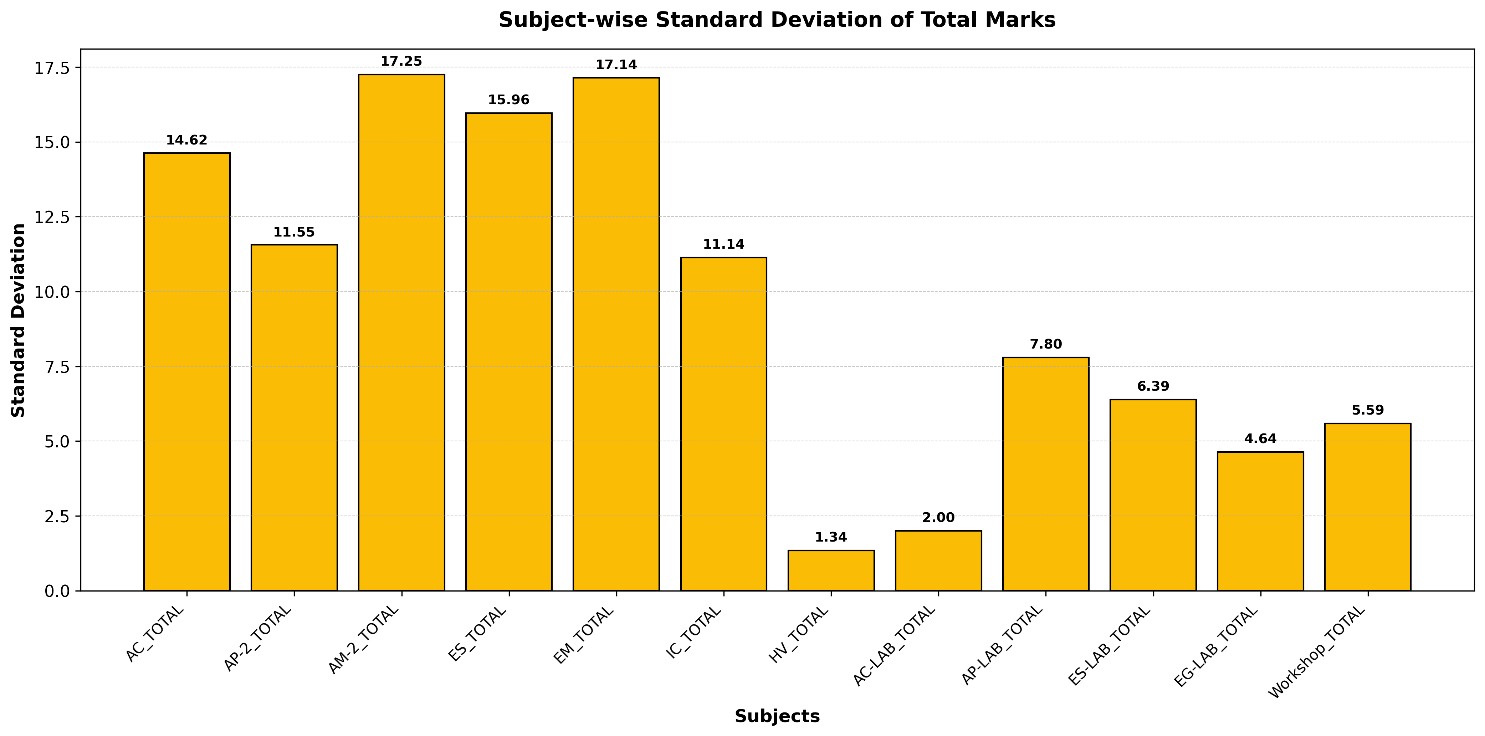 Subject-wise Standard Deviation of Total Marks
Standard Deviation
17.5
15.0
12.5
10.0
7.5
5.0
2.5
0.0
14.62
11.55
17.25
15.96
17.14
11.14
1.34
2.00
7.80
6.39
4.64
5.59
AC_TOTAL
AP-2_TOTAL
AM-2_TOTAL
ES_TOTAL
EM_TOTAL
IC_TOTAL
HV_TOTAL
AC-LAB_TOTAL
AP-LAB_TOTAL
ES-LAB_TOTAL
EG-LAB_TOTAL
Workshop_TOTAL
Subjects